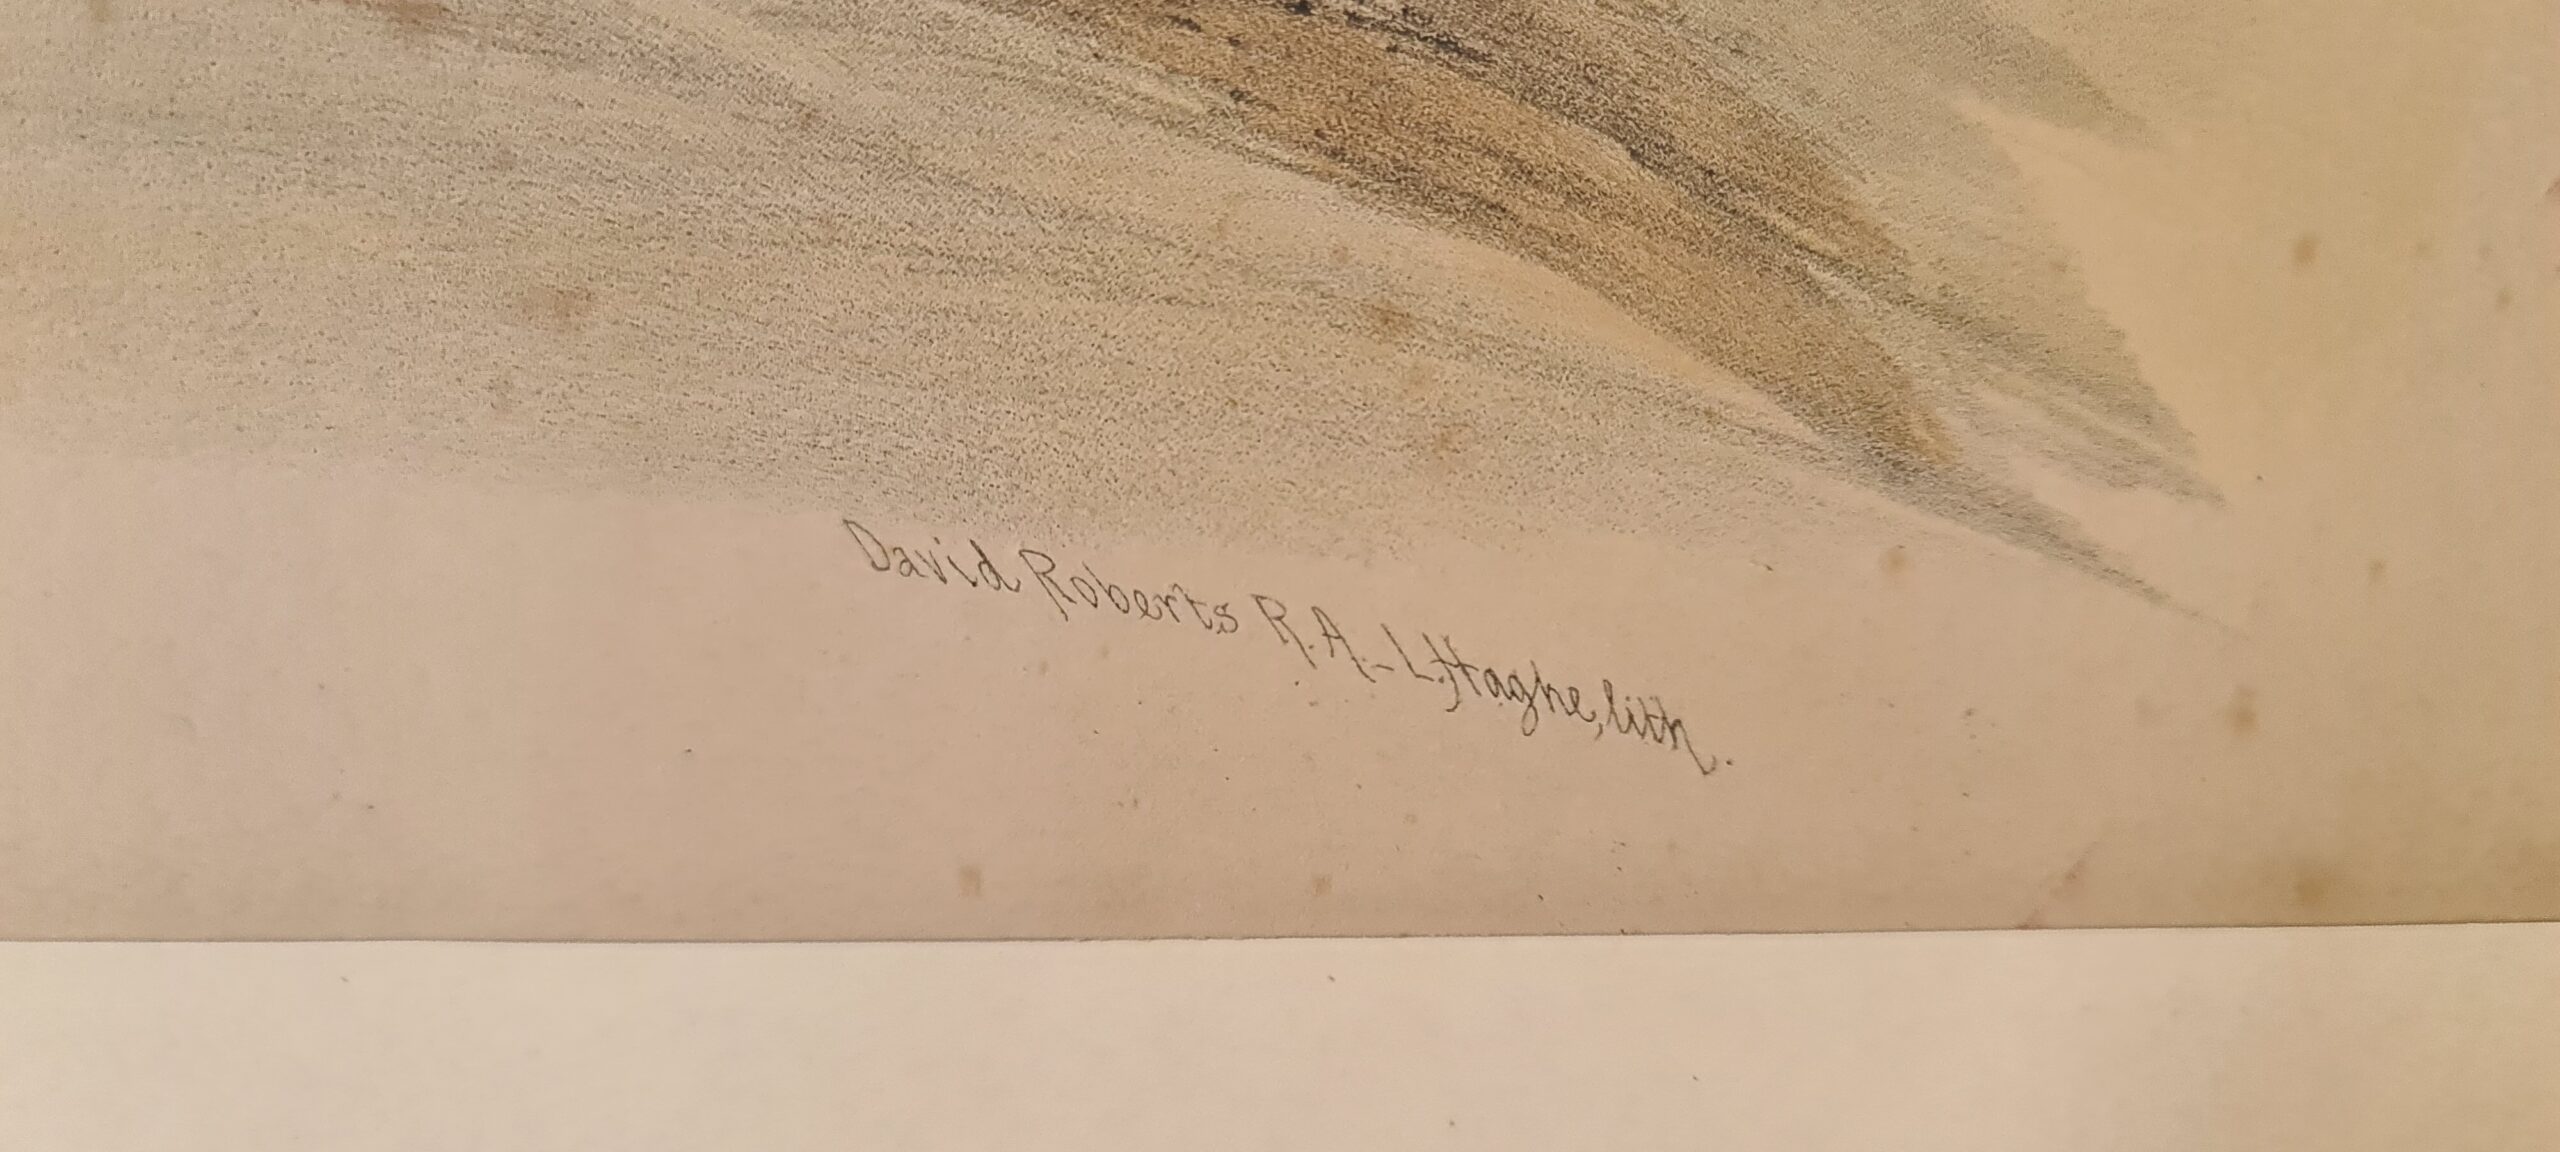 David Roberts R.A. - L. Haghe, lith.